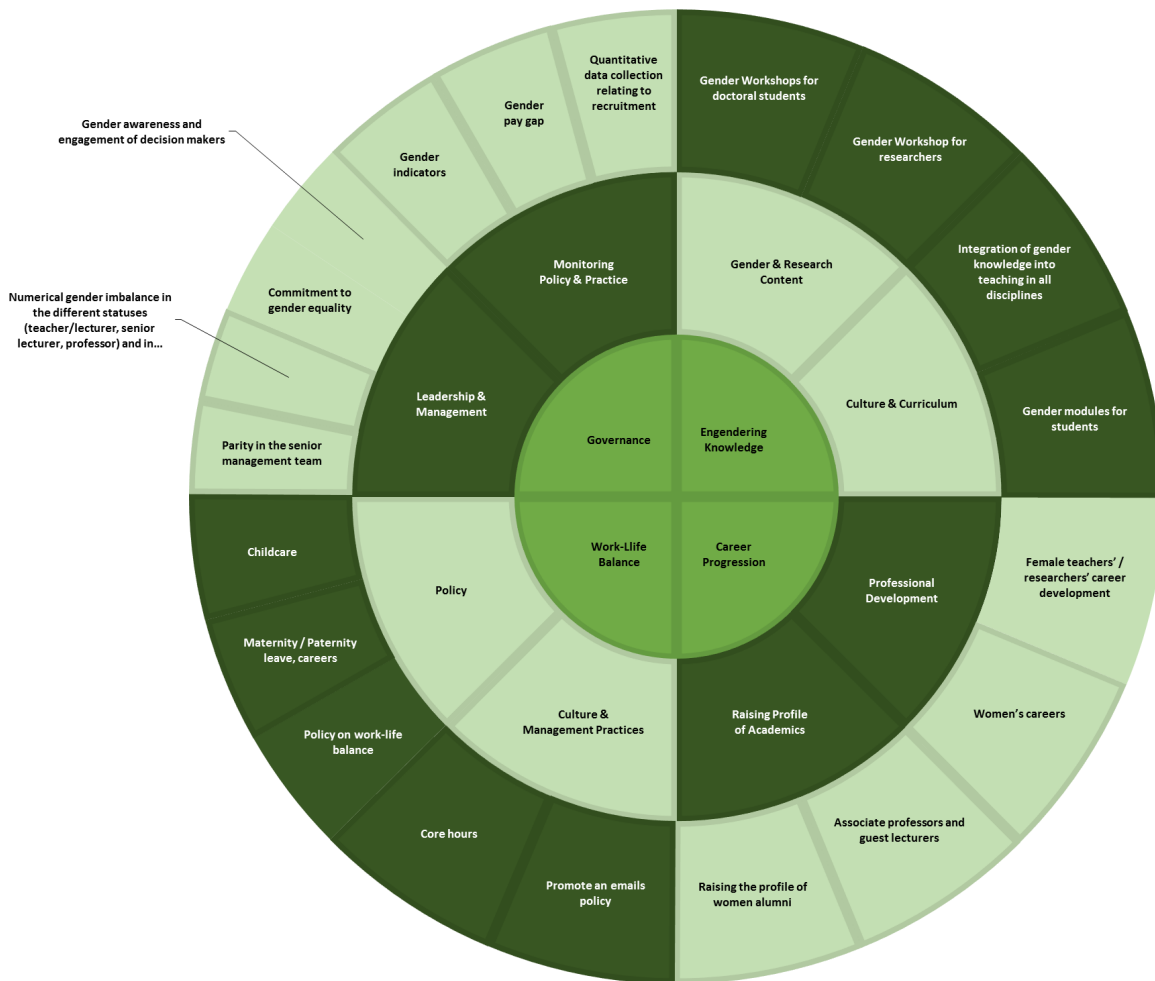 Quantitative
data collection
relating to
recruitment
Gender
pay gap
Gender
indicators
Gender awareness and
engagement of decision makers
Commitment to
gender equality
Numerical gender imbalance in
the different statuses
(teacher/lecturer, senior
lecturer, professor) and in...
Parity in the senior
management team
Gender Workshops for
doctoral students
Gender Workshop for
researchers
Integration of gender
knowledge into
teaching in all
disciplines
Gender modules for
students
Monitoring
Policy & Practice
Leadership &
Management
Gender & Research
Content
Culture & Curriculum
Governance
Engendering
Knowledge
Work-Llife
Balance
Career
Progression
Policy
Culture &
Management Practices
Professional
Development
Raising Profile
of Academics
Childcare
Maternity / Paternity
leave, careers
Policy on work-life
balance
Core hours
Promote an emails
policy
Female teachers’ /
researchers’ career
development
Women’s careers
Associate professors and
guest lecturers
Raising the profile of
women alumni